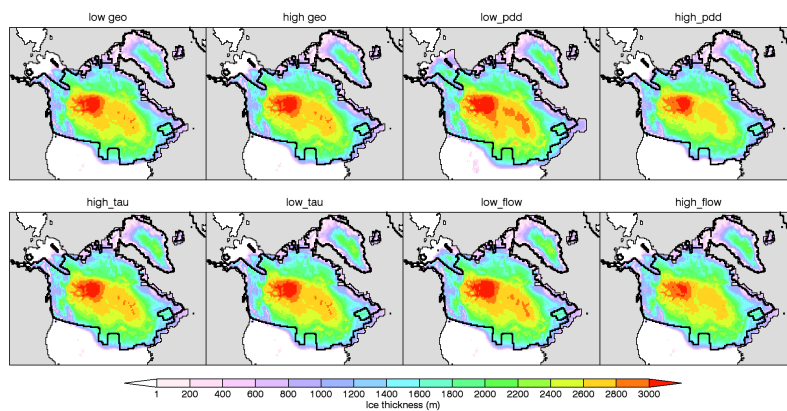 low geo high geo low_pdd high_pdd
high_tau low_tau low_flow high_flow
1 200 400 600 800 1000 1200 1400 1600 1800 2000 2200 2400 2600 2800 3000
Ice thickness (m)